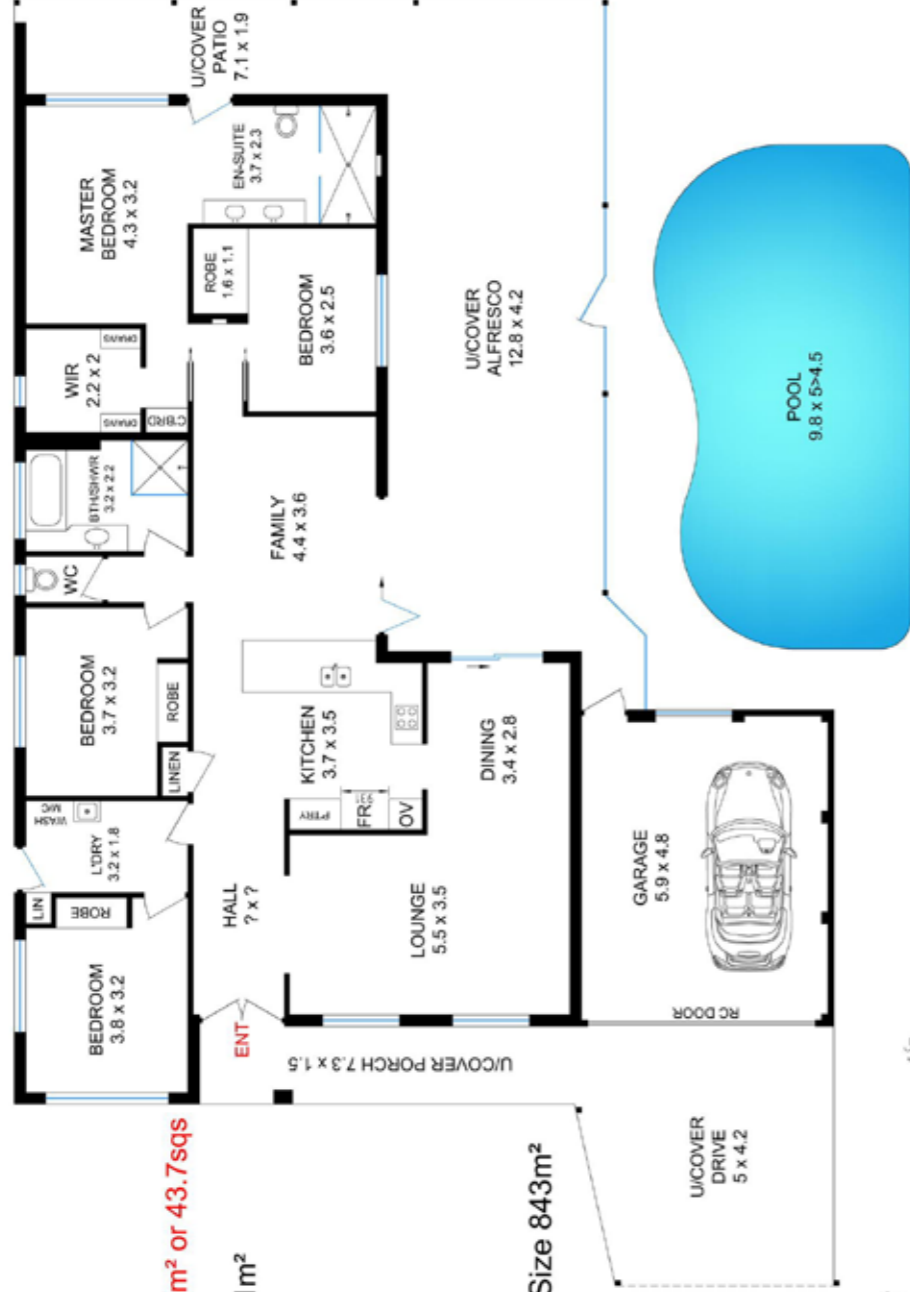 U/COVER
PATIO
7.1 x 1.9
MASTER
BEDROOM
4.3 x 3.2
EN-SUITE
3.7 x 2.3
ROBE
1.6 x 1.1
BEDROOM
3.6 x 2.5
WIR
2.2 x 2
DRAWS
DRAWS
C'BRD
BTH/SHWR
3.2 x 2.2
WC
FAMILY
4.4 x 3.6
U/COVER
ALFRESCO
12.8 x 4.2
POOL
9.8 x 5>4.5
BEDROOM
3.7 x 3.2
ROBE
LINEN
KITCHEN
3.7 x 3.5
P'TRY
FR
931
OV
DINING
3.4 x 2.8
WASH
M/C
L'DRY
3.2 x 1.8
LIN
ROBE
HALL
? x ?
LOUNGE
5.5 x 3.5
GARAGE
5.9 x 4.8
RC DOOR
BEDROOM
3.8 x 3.2
ENT
U/COVER PORCH 7.3 x 1.5
U/COVER
DRIVE
5 x 4.2
m² or 43.7sqs
m²
Size 843m²